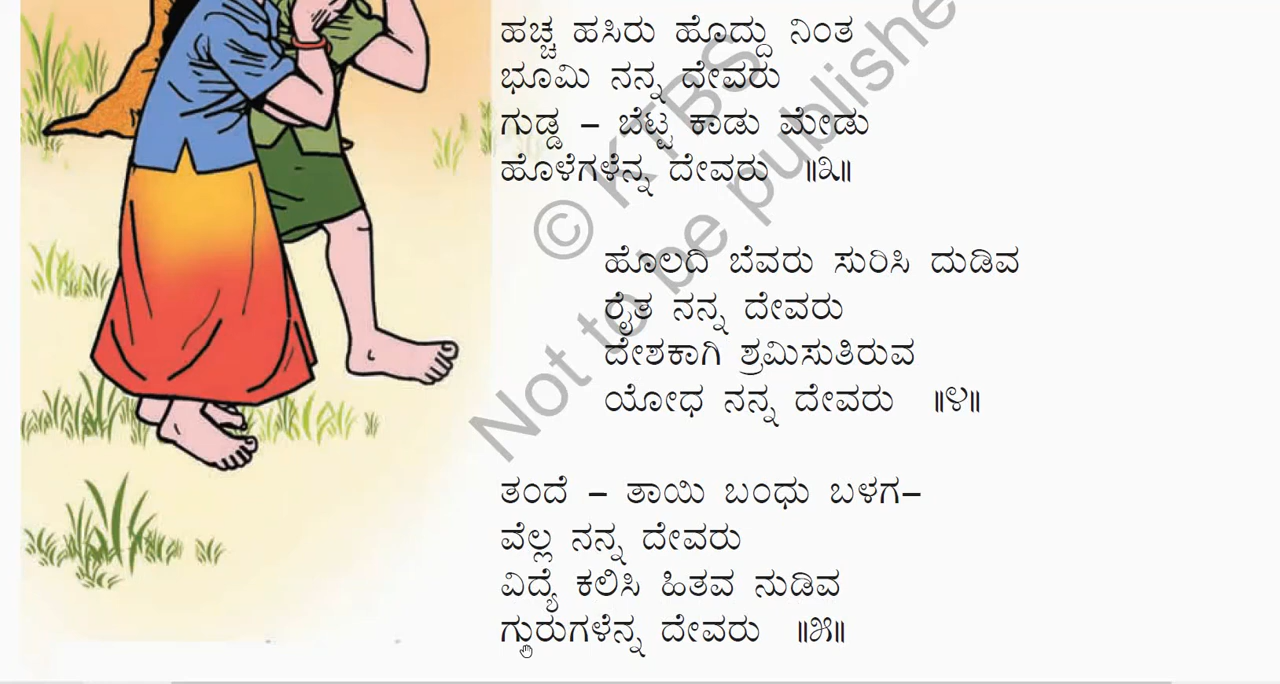 ಹಚ್ಚ ಹಸಿರು ಹೊದ್ದು ನಿಂತ
ಭೂಮಿ ನನ್ನ ದೇವರು
ಗುಡ್ಡ – ಬೆಟ್ಟ ಕಾಡು ಮೇಡು
ಹೊಳೆಗಳೆನ್ನ ದೇವರು ॥೩॥
ಹೊಲದಿ ಬೆವರು ಸುರಿಸಿ ದುಡಿವ
ರೈತ ನನ್ನ ದೇವರು
ದೇಶಕಾಗಿ ಶ್ರಮಿಸುತಿರುವ
ಯೋಧ ನನ್ನ ದೇವರು ॥೪॥
ತಂದೆ – ತಾಯಿ ಬಂಧು ಬಳಗ–
ವೆಲ್ಲ ನನ್ನ ದೇವರು
ವಿದ್ಯೆ ಕಲಿಸಿ ಹಿತವ ನುಡಿವ
ಗುರುಗಳೆನ್ನ ದೇವರು ॥೫॥
© KTBS
Not to be publishe